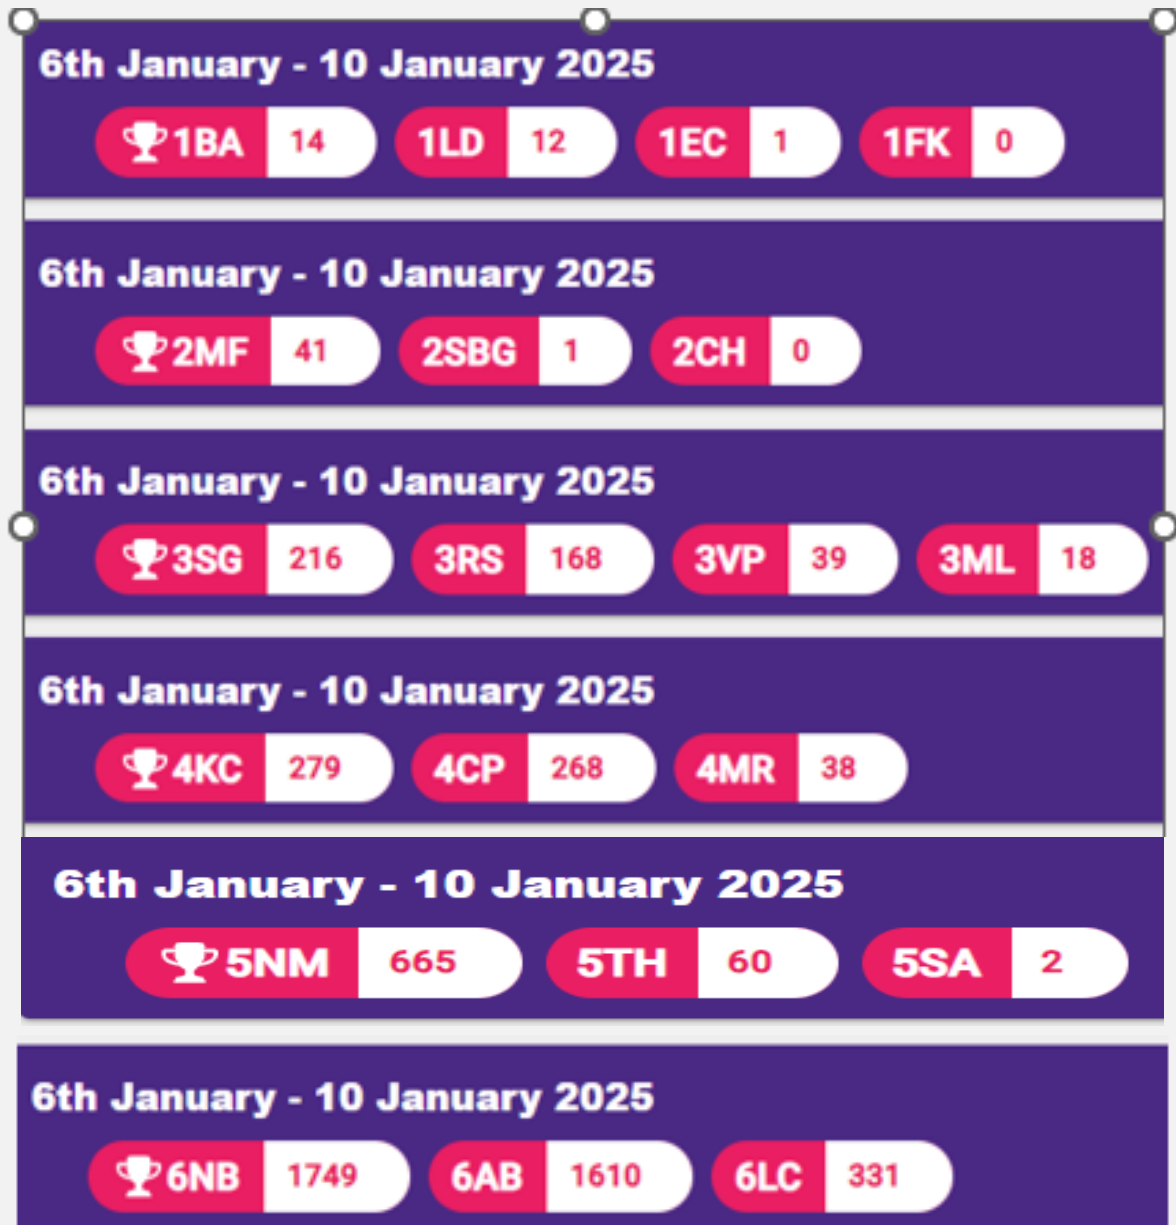 6th January - 10 January 2025
1BA 14 1LD 12 1EC 1 1FK 0
6th January - 10 January 2025
2MF 41 2SBG 1 2CH 0
6th January - 10 January 2025
3SG 216 3RS 168 3VP 39 3ML 18
6th January - 10 January 2025
4KC 279 4CP 268 4MR 38
6th January - 10 January 2025
5NM 665 5TH 60 5SA 2
6th January - 10 January 2025
6NB 1749 6AB 1610 6LC 331